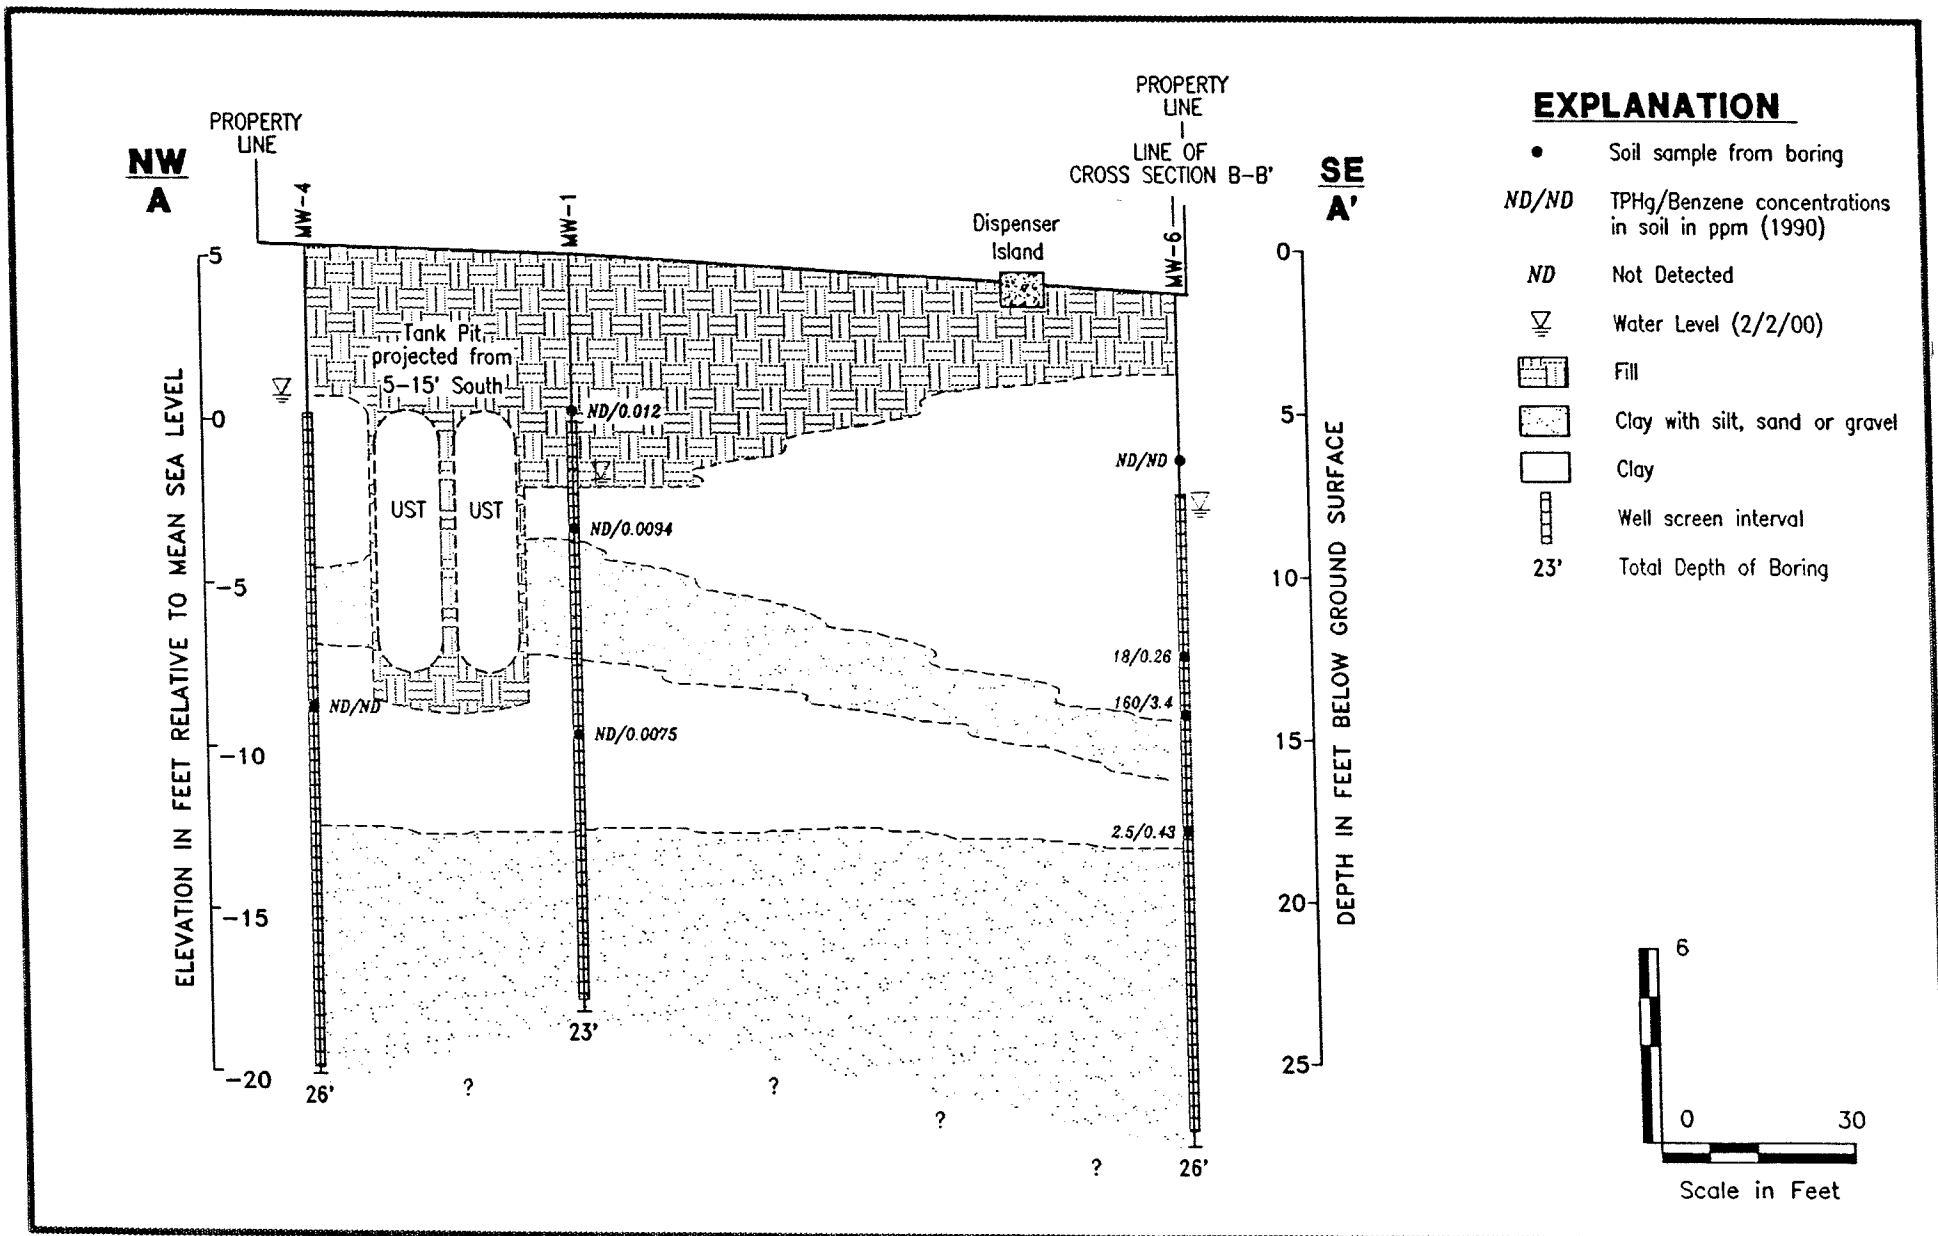 PROPERTY
LINE
NW
A
MW-4
MW-1
PROPERTY
LINE
LINE OF
CROSS SECTION B-B'
SE
A'
Dispenser
Island
MW-6
ELEVATION IN FEET RELATIVE TO MEAN SEA LEVEL
5
0
-5
-10
-15
-20
DEPTH IN FEET BELOW GROUND SURFACE
0
5
10
15
20
25
Tank Pit
projected from
5-15' South
UST
UST
ND/0.012
ND/0.0094
ND/0.0075
ND/ND
ND/ND
18/0.26
160/3.4
2.5/0.43
26'
23'
26'
?
?
?
?
EXPLANATION
Soil sample from boring
ND/ND TPHg/Benzene concentrations
in soil in ppm (1990)
ND Not Detected
Water Level (2/2/00)
Fill
Clay with silt, sand or gravel
Clay
Well screen interval
23' Total Depth of Boring
6
0 30
Scale in Feet